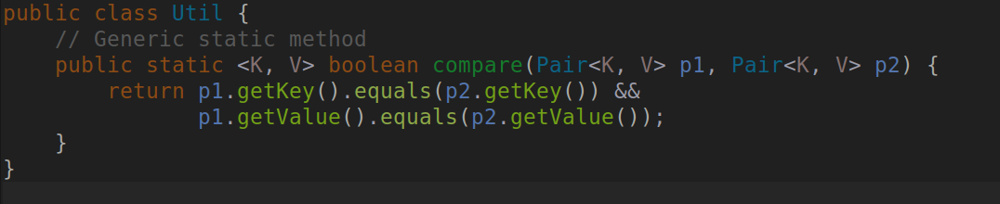 public class Util {
    // Generic static method
    public static <K, V> boolean compare(Pair<K, V> p1, Pair<K, V> p2) {
        return p1.getKey().equals(p2.getKey()) &&
               p1.getValue().equals(p2.getValue());
    }
}